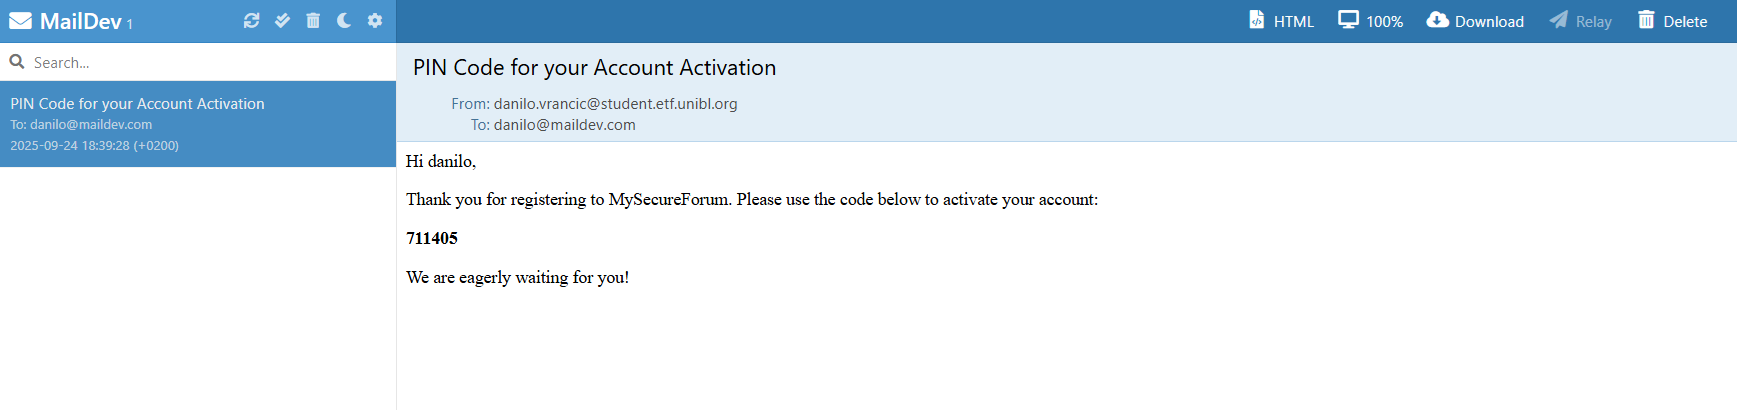 MailDev 1
HTML 100% Download Relay Delete
Search...
PIN Code for your Account Activation
To: danilo@maildev.com
2025-09-24 18:39:28 (+0200)
PIN Code for your Account Activation
From: danilo.vrancic@student.etf.unibl.org
To: danilo@maildev.com
Hi danilo,
Thank you for registering to MySecureForum. Please use the code below to activate your account:
711405
We are eagerly waiting for you!